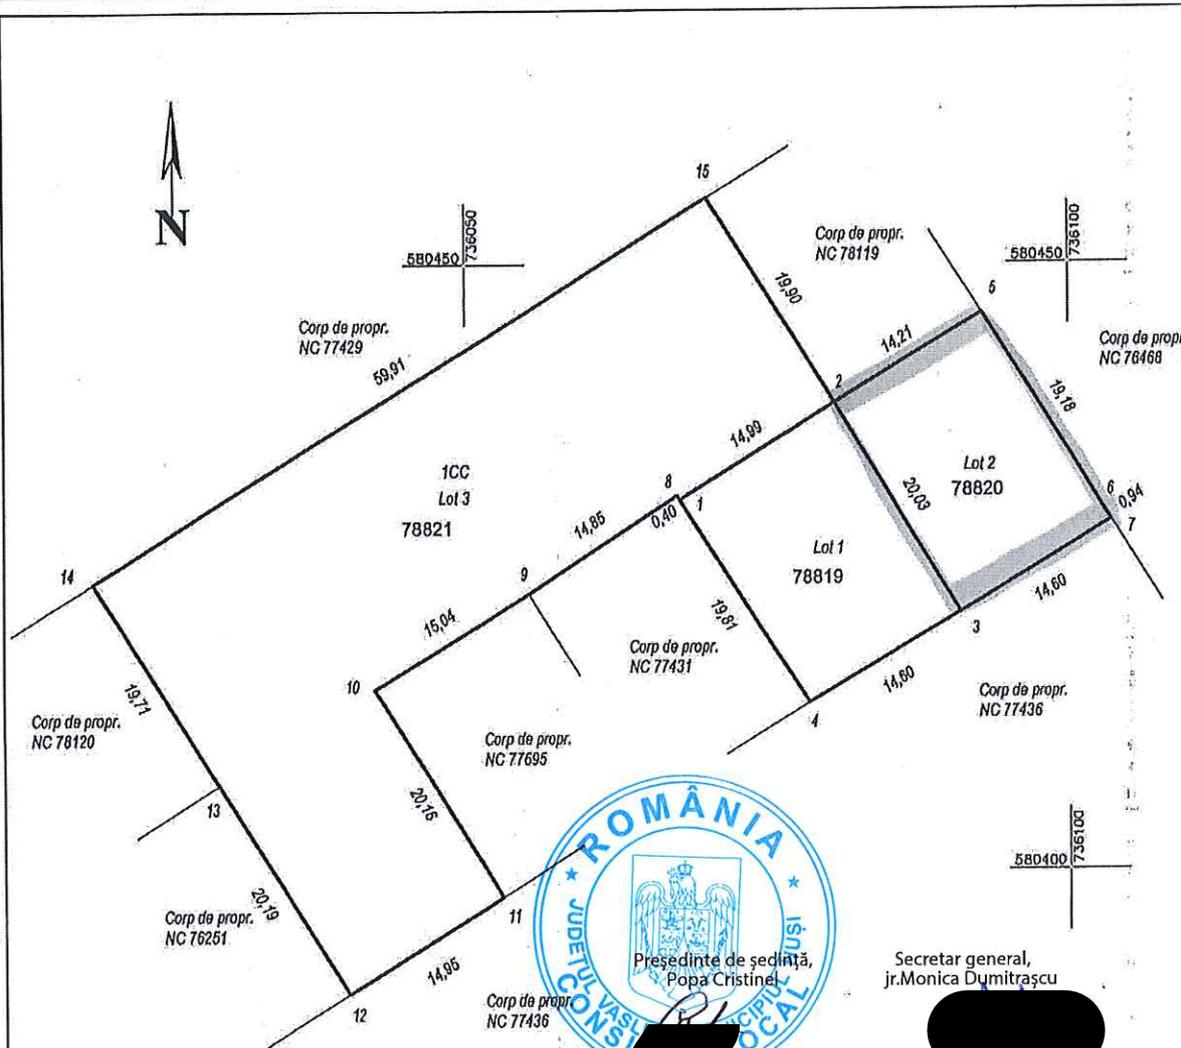 N
15
736050
580450
Corp de propr.
NC 78119
736100
580450
5
Corp de propr.
NC 77429
59,91
19,90
14,21
2
Corp de
NC 76468
19,18
14,99
1CC
Lot 3
78821
8
1
0,40
14,85
20,03
Lot 2
78820
6
0,94
7
Lot 1
78819
14
9
15,04
19,81
14,60
3
10
Corp de propr.
NC 77431
14,60
4
Corp de propr.
NC 77436
19,71
Corp de propr.
NC 78120
Corp de propr.
NC 77695
20,16
13
ROMÂNIA
JUDEŢUL
736100
580400
20,19
Corp de propr.
NC 76251
11
14,95
12
Corp de propr.
NC 77436
Președinte de ședință,
Popa Cristinel
Secretar general,
jr.Monica Dumitrașcu